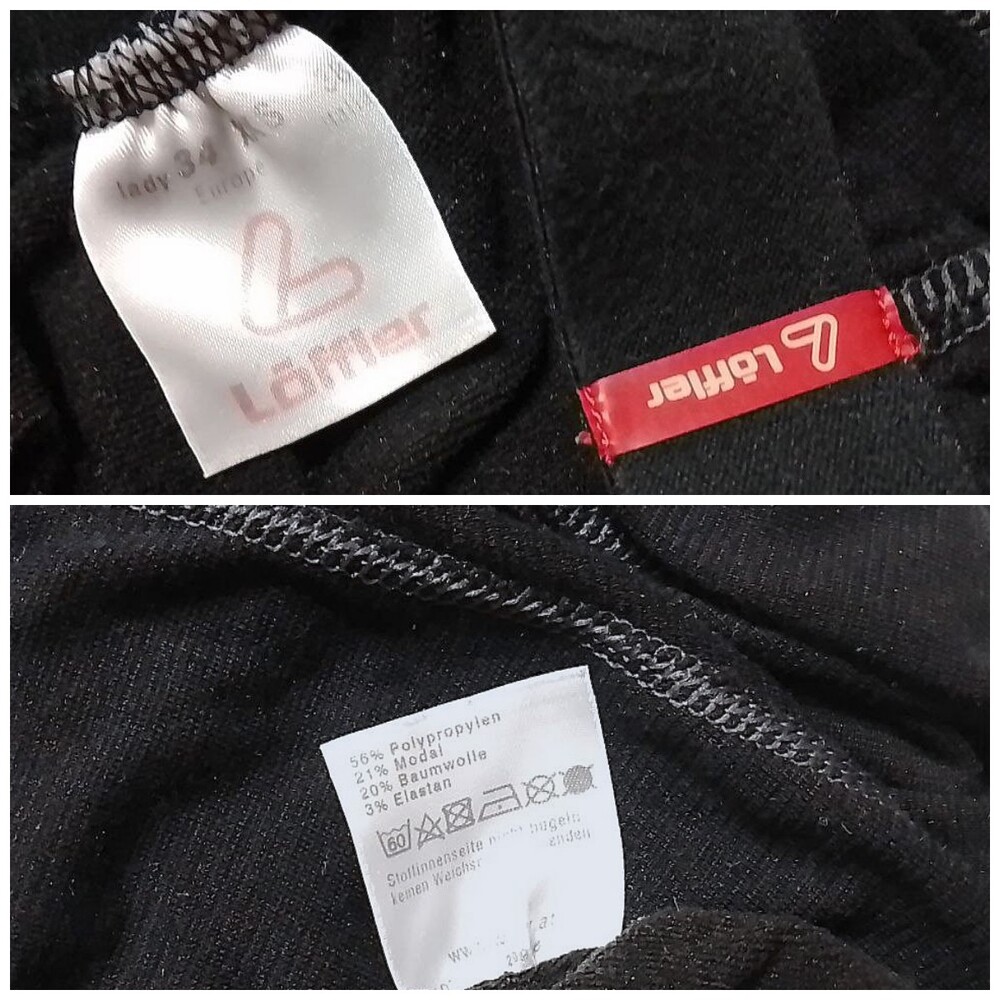 lady 34 XS
Europe
Löffler
Löffler
56% Polypropylen
21% Modal
20% Baumwolle
3% Elastan
60
Stoffinnenseite nicht bügeln
keinen